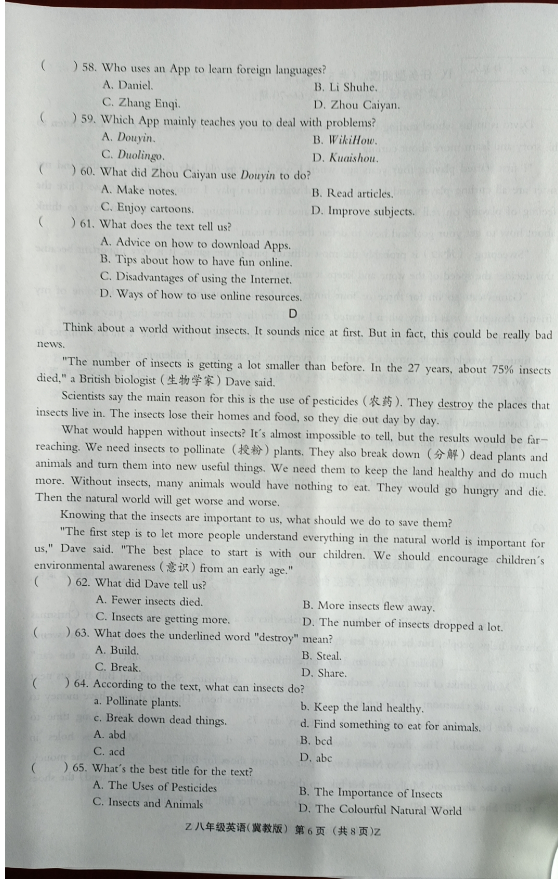 (     ) 58. Who uses an App to learn foreign languages?
A. Daniel.	B. Li Shuhe.
C. Zhang Enqi.	D. Zhou Caiyan.
(     ) 59. Which App mainly teaches you to deal with problems?
A. Douyin.	B. WikiHow.
C. Duolingo.	D. Kuaishou.
(     ) 60. What did Zhou Caiyan use Douyin to do?
A. Make notes.	B. Read articles.
C. Enjoy cartoons.	D. Improve subjects.
(     ) 61. What does the text tell us?
A. Advice on how to download Apps.
B. Tips about how to have fun online.
C. Disadvantages of using the Internet.
D. Ways of how to use online resources.
D
Think about a world without insects. It sounds nice at first. But in fact, this could be really bad
news.
"The number of insects is getting a lot smaller than before. In the 27 years, about 75% insects
died," a British biologist (生物学家) Dave said.
Scientists say the main reason for this is the use of pesticides (农药). They destroy the places that
insects live in. The insects lose their homes and food, so they die out day by day.
What would happen without insects? It's almost impossible to tell, but the results would be far—
reaching. We need insects to pollinate (授粉) plants. They also break down (分解) dead plants and
animals and turn them into new useful things. We need them to keep the land healthy and do much
more. Without insects, many animals would have nothing to eat. They would go hungry and die.
Then the natural world will get worse and worse.
Knowing that the insects are important to us, what should we do to save them?
"The first step is to let more people understand everything in the natural world is important for
us," Dave said. "The best place to start is with our children. We should encourage children's
environmental awareness (意识) from an early age."
(     ) 62. What did Dave tell us?
A. Fewer insects died.	B. More insects flew away.
C. Insects are getting more.	D. The number of insects dropped a lot.
(     ) 63. What does the underlined word "destroy" mean?
A. Build.	B. Steal.
C. Break.	D. Share.
(     ) 64. According to the text, what can insects do?
a. Pollinate plants.	b. Keep the land healthy.
c. Break down dead things.	d. Find something to eat for animals.
A. abd	B. bcd
C. acd	D. abc
(     ) 65. What's the best title for the text?
A. The Uses of Pesticides	B. The Importance of Insects
C. Insects and Animals	D. The Colourful Natural World
Z 八年级英语(冀教版) 第 6 页 (共 8 页)Z